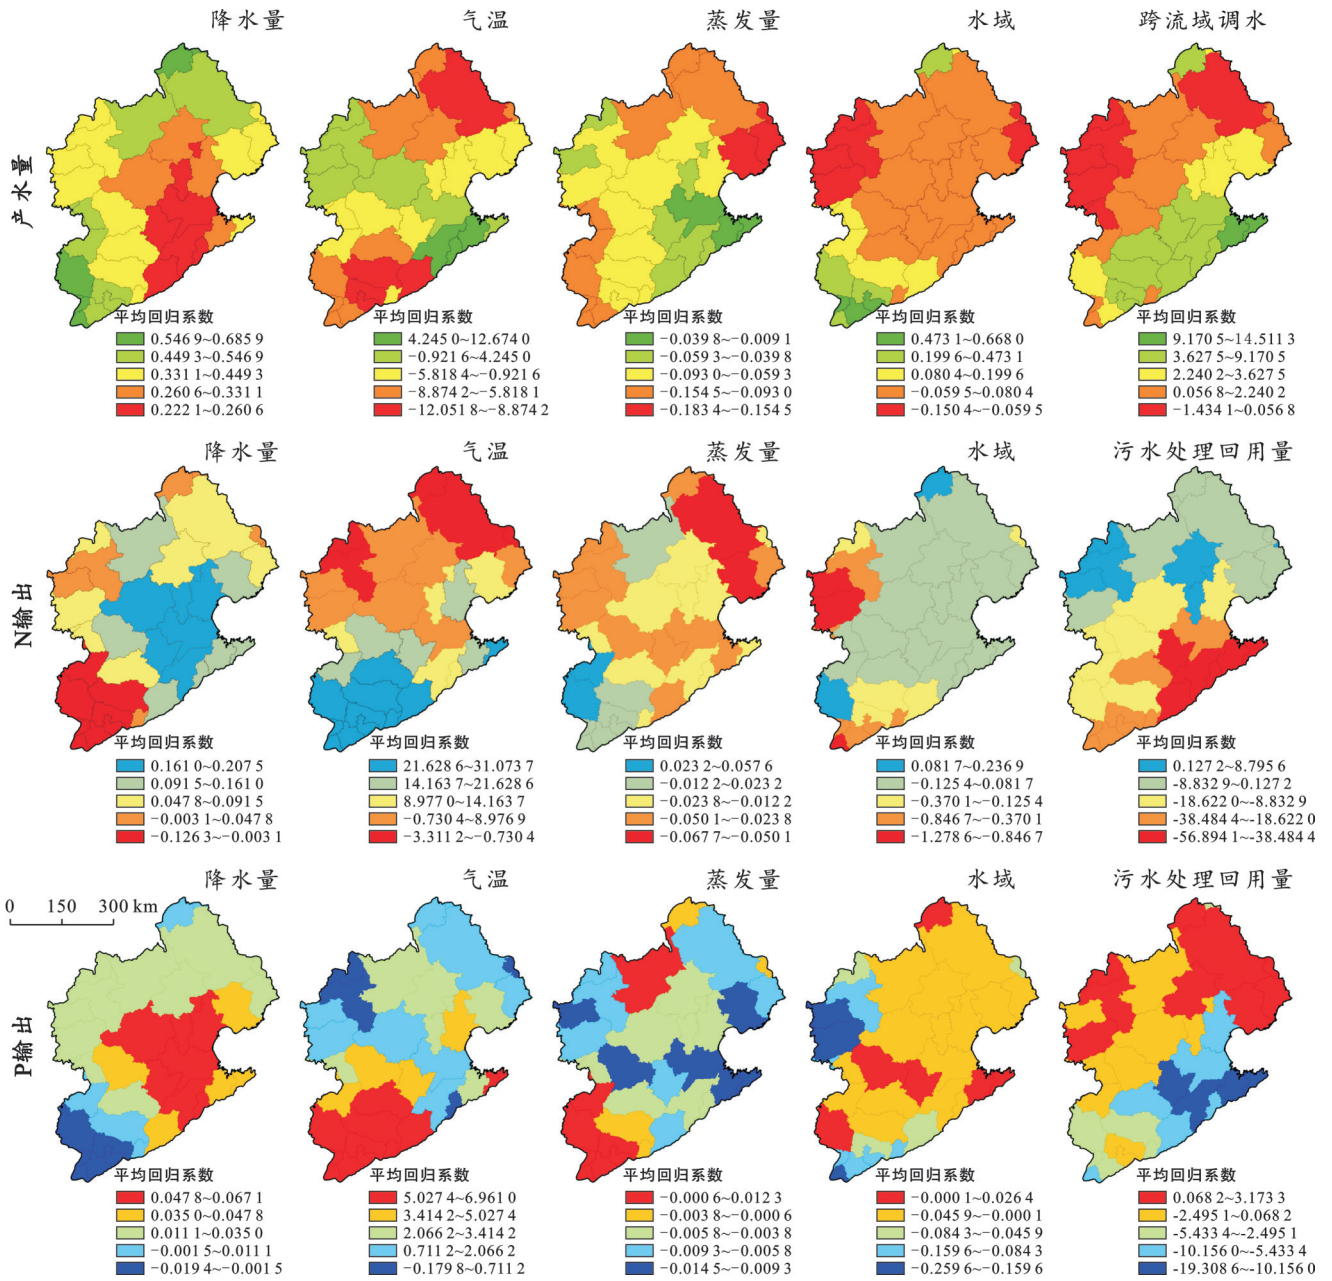 降水量
气温
蒸发量
水域
跨流域调水
产水量
平均回归系数
0.546 9~0.685 9
0.449 3~0.546 9
0.331 1~0.449 3
0.260 6~0.331 1
0.222 1~0.260 6
平均回归系数
4.245 0~12.674 0
−0.921 6~4.245 0
−5.818 4~−0.921 6
−8.874 2~−5.818 1
−12.051 8~−8.874 2
平均回归系数
−0.039 8~−0.009 1
−0.059 3~−0.039 8
−0.093 0~−0.059 3
−0.154 5~−0.093 0
−0.183 4~−0.154 5
平均回归系数
0.473 1~0.668 0
0.199 6~0.473 1
0.080 4~0.199 6
−0.059 5~0.080 4
−0.150 4~−0.059 5
平均回归系数
9.170 5~14.511 3
3.627 5~9.170 5
2.240 2~3.627 5
0.056 8~2.240 2
−1.434 1~0.056 8
降水量
气温
蒸发量
水域
污水处理回用量
N输出
平均回归系数
0.161 0~0.207 5
0.091 5~0.161 0
0.047 8~0.091 5
−0.003 1~0.047 8
−0.126 3~−0.003 1
平均回归系数
21.628 6~31.073 7
14.163 7~21.628 6
8.977 0~14.163 7
−0.730 4~8.976 9
−3.311 2~−0.730 4
平均回归系数
0.023 2~0.057 6
−0.012 2~0.023 2
−0.023 8~−0.012 2
−0.050 1~−0.023 8
−0.067 7~−0.050 1
平均回归系数
0.081 7~0.236 9
−0.125 4~0.081 7
−0.370 1~−0.125 4
−0.846 7~−0.370 1
−1.278 6~−0.846 7
平均回归系数
0.127 2~8.795 6
-8.832 9~0.127 2
-18.622 0~-8.832 9
-38.484 4~-18.622 0
-56.894 1~-38.484 4
降水量
气温
蒸发量
水域
污水处理回用量
0 150 300 km
P输出
平均回归系数
0.047 8~0.067 1
0.035 0~0.047 8
0.011 1~0.035 0
−0.001 5~0.011 1
−0.019 4~−0.001 5
平均回归系数
5.027 4~6.961 0
3.414 2~5.027 4
2.066 2~3.414 2
0.711 2~2.066 2
−0.179 8~0.711 2
平均回归系数
−0.000 6~0.012 3
−0.003 8~−0.000 6
−0.005 8~−0.003 8
−0.009 3~−0.005 8
−0.014 5~−0.009 3
平均回归系数
−0.000 1~0.026 4
−0.045 9~−0.000 1
−0.084 3~−0.045 9
−0.159 6~−0.084 3
−0.259 6~−0.159 6
平均回归系数
0.068 2~3.173 3
-2.495 1~0.068 2
-5.433 4~-2.495 1
-10.156 0~-5.433 4
-19.308 6~-10.156 0